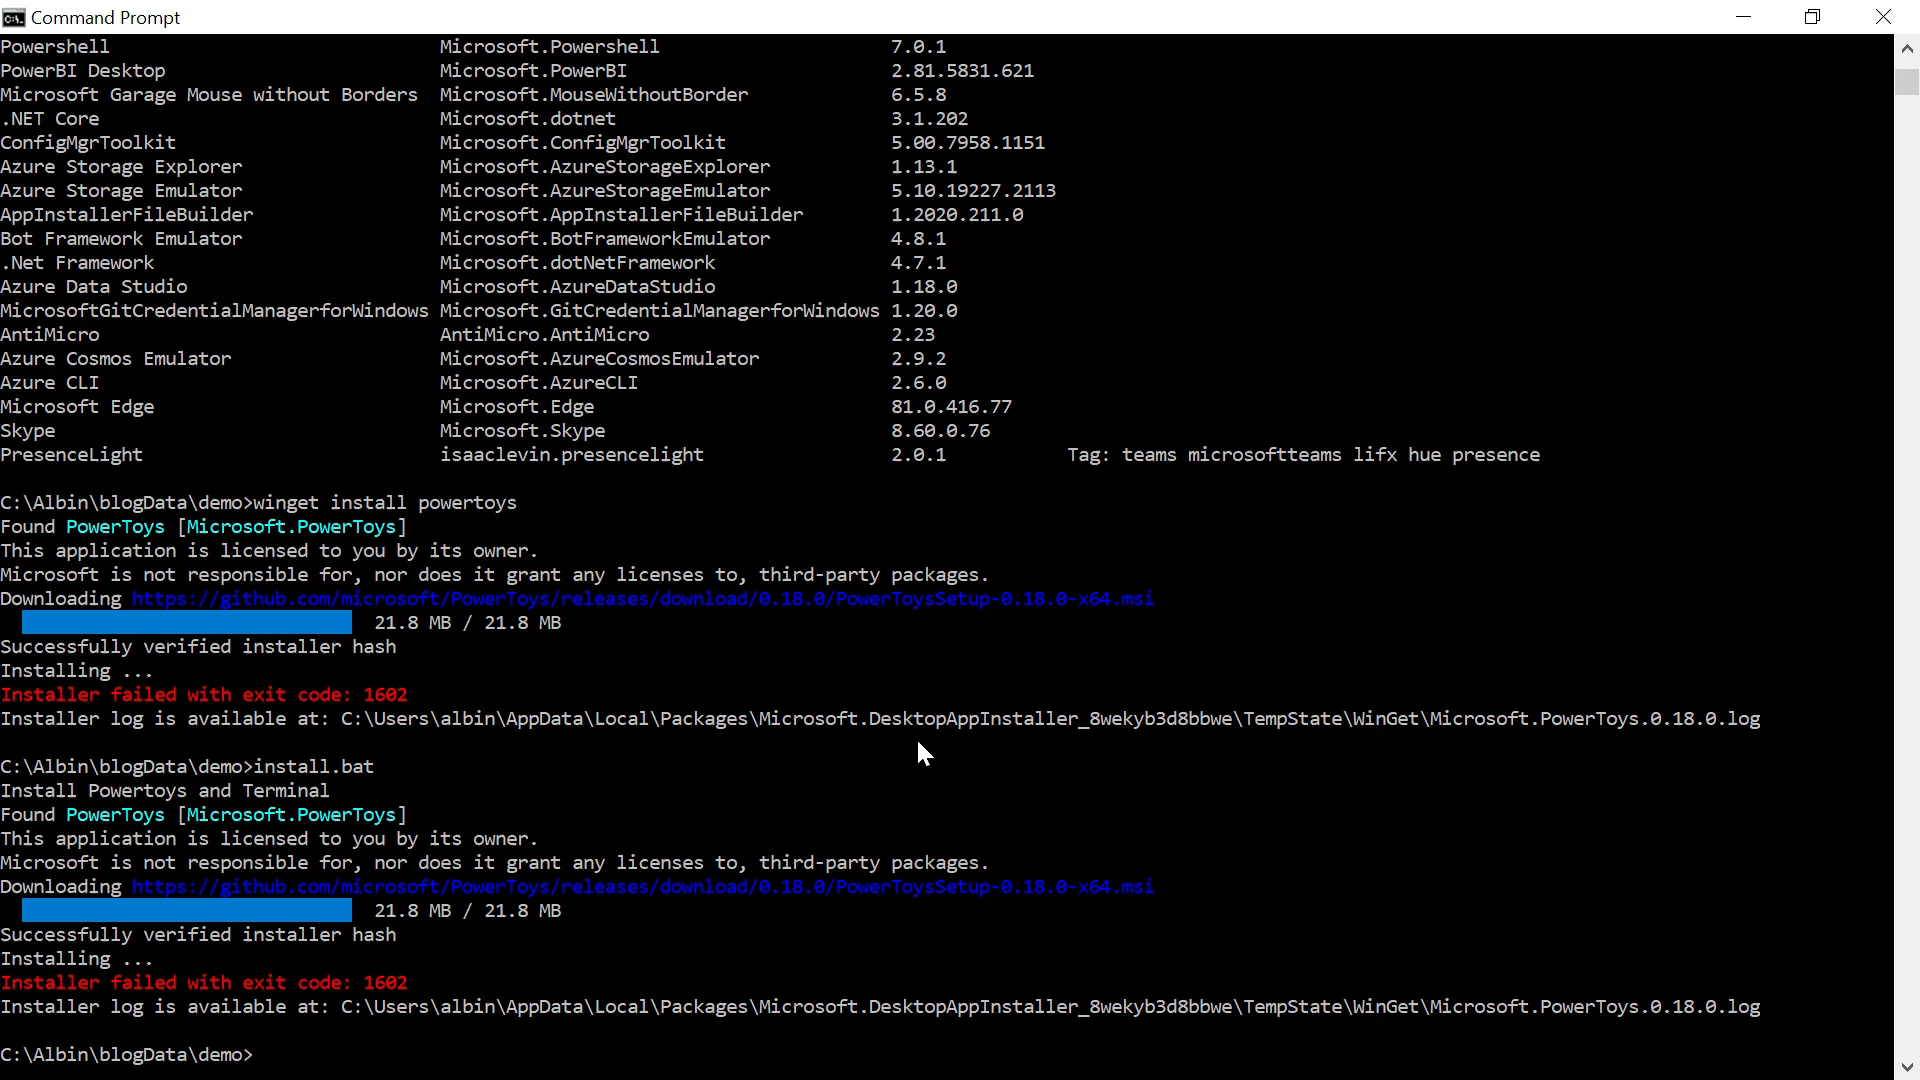 Command Prompt
Powershell Microsoft.Powershell 7.0.1
PowerBI Desktop Microsoft.PowerBI 2.81.5831.621
Microsoft Garage Mouse without Borders Microsoft.MouseWithoutBorder 6.5.8
.NET Core Microsoft.dotnet 3.1.202
ConfigMgrToolkit Microsoft.ConfigMgrToolkit 5.00.7958.1151
Azure Storage Explorer Microsoft.AzureStorageExplorer 1.13.1
Azure Storage Emulator Microsoft.AzureStorageEmulator 5.10.19227.2113
AppInstallerFileBuilder Microsoft.AppInstallerFileBuilder 1.2020.211.0
Bot Framework Emulator Microsoft.BotFrameworkEmulator 4.8.1
.Net Framework Microsoft.dotNetFramework 4.7.1
Azure Data Studio Microsoft.AzureDataStudio 1.18.0
MicrosoftGitCredentialManagerforWindows Microsoft.GitCredentialManagerforWindows 1.20.0
AntiMicro AntiMicro.AntiMicro 2.23
Azure Cosmos Emulator Microsoft.AzureCosmosEmulator 2.9.2
Azure CLI Microsoft.AzureCLI 2.6.0
Microsoft Edge Microsoft.Edge 81.0.416.77
Skype Microsoft.Skype 8.60.0.76
PresenceLight isaaclevin.presencelight 2.0.1 Tag: teams microsoftteams lifx hue presence
C:\Albin\blogData\demo>winget install powertoys
Found PowerToys [Microsoft.PowerToys]
This application is licensed to you by its owner.
Microsoft is not responsible for, nor does it grant any licenses to, third-party packages.
Downloading https://github.com/microsoft/PowerToys/releases/download/0.18.0/PowerToysSetup-0.18.0-x64.msi
21.8 MB / 21.8 MB
Successfully verified installer hash
Installing ...
Installer failed with exit code: 1602
Installer log is available at: C:\Users\albin\AppData\Local\Packages\Microsoft.DesktopAppInstaller_8wekyb3d8bbwe\TempState\WinGet\Microsoft.PowerToys.0.18.0.log
C:\Albin\blogData\demo>install.bat
Install Powertoys and Terminal
Found PowerToys [Microsoft.PowerToys]
This application is licensed to you by its owner.
Microsoft is not responsible for, nor does it grant any licenses to, third-party packages.
Downloading https://github.com/microsoft/PowerToys/releases/download/0.18.0/PowerToysSetup-0.18.0-x64.msi
21.8 MB / 21.8 MB
Successfully verified installer hash
Installing ...
Installer failed with exit code: 1602
Installer log is available at: C:\Users\albin\AppData\Local\Packages\Microsoft.DesktopAppInstaller_8wekyb3d8bbwe\TempState\WinGet\Microsoft.PowerToys.0.18.0.log
C:\Albin\blogData\demo>